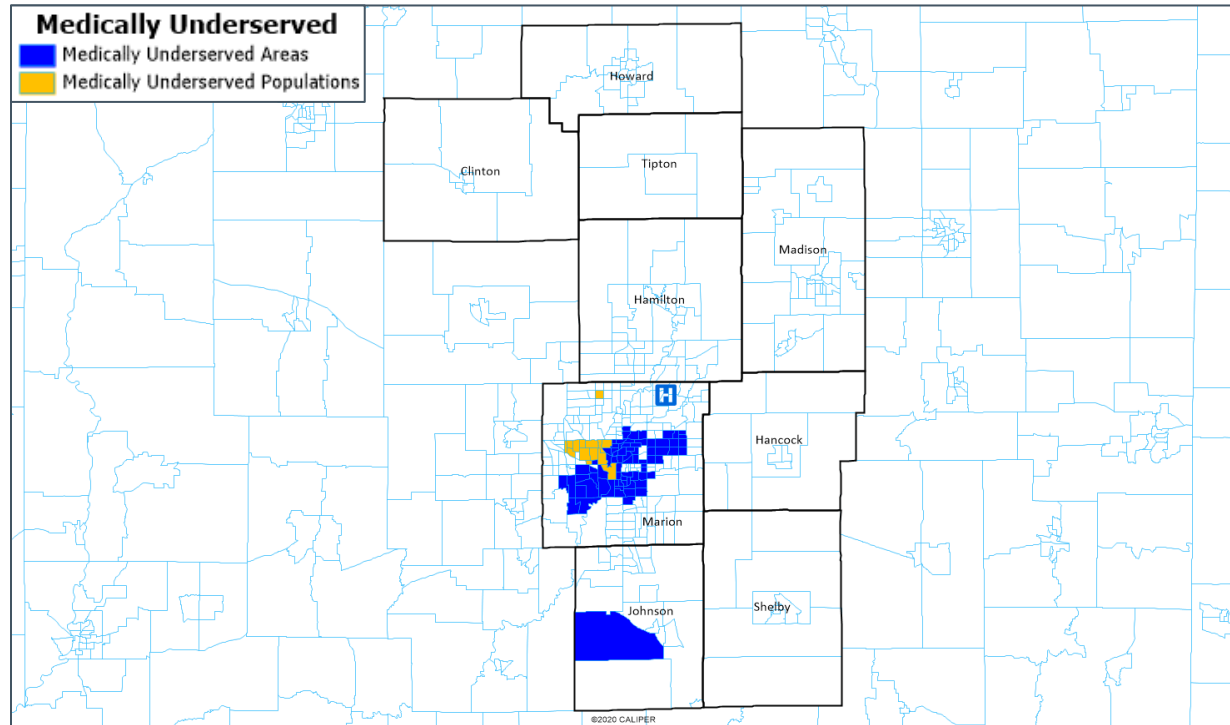 Medically Underserved
Medically Underserved Areas
Medically Underserved Populations
Howard
Clinton
Tipton
Madison
Hamilton
H
Hancock
Marion
Johnson
Shelby
©2020 CALIPER